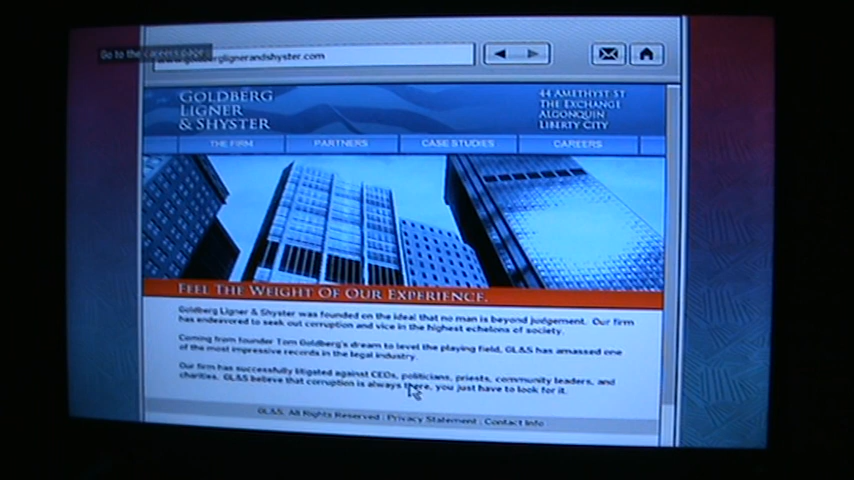 Go to the careers page.
goldberglignerandshyster.com
GOLDBERG
LIGNER
& SHYSTER
44 AMETHYST ST
THE EXCHANGE
ALGONQUIN
LIBERTY CITY
THE FIRM
PARTNERS
CASE STUDIES
CAREERS
FEEL THE WEIGHT OF OUR EXPERIENCE.
Goldberg Ligner & Shyster was founded on the ideal that no man is beyond judgement. Our firm
has endeavored to seek out corruption and vice in the highest echelons of society.
Coming from founder Tom Goldberg's dream to level the playing field, GL&S has amassed one
of the most impressive records in the legal industry.
Our firm has successfully litigated against CEOs, politicians, priests, community leaders, and
charities. GL&S believe that corruption is always there, you just have to look for it.
GL&S. All Rights Reserved | Privacy Statement | Contact Info